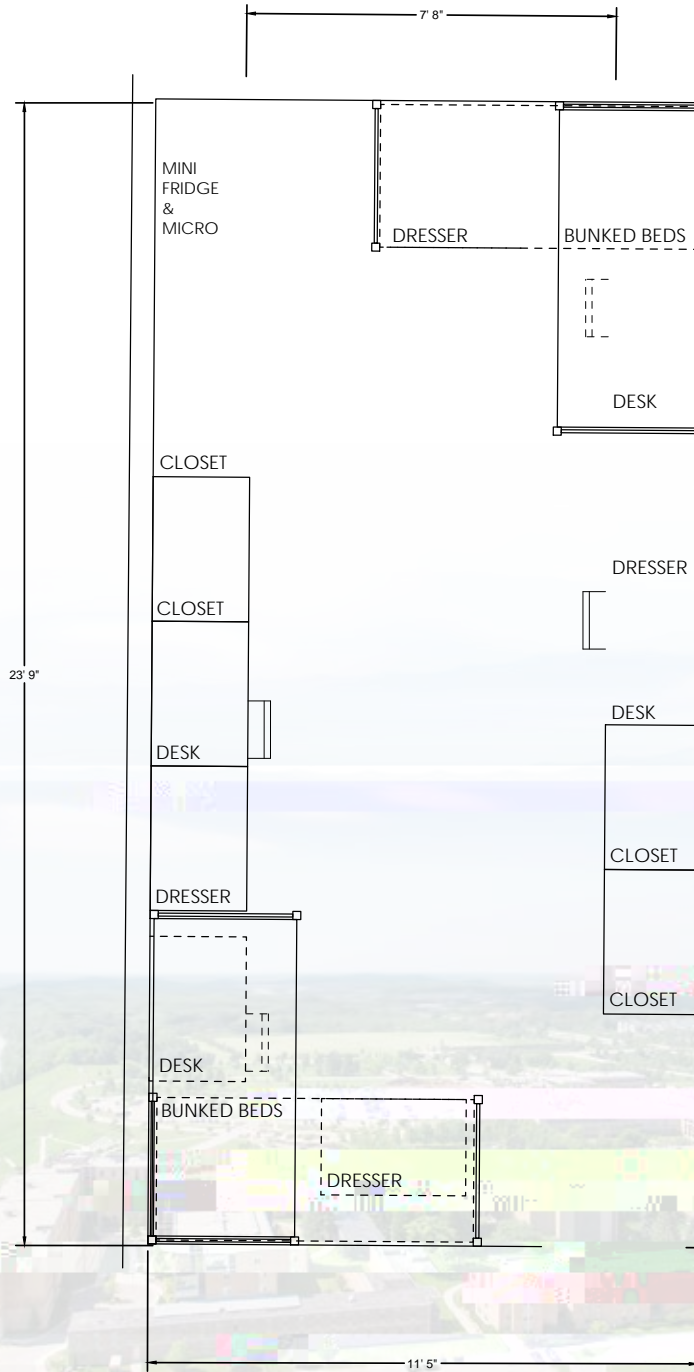 7' 8"
MINI
FRIDGE
&
MICRO
DRESSER
BUNKED BEDS
DESK
CLOSET
DRESSER
CLOSET
23' 9"
DESK
DESK
CLOSET
DRESSER
CLOSET
DESK
BUNKED BEDS
DRESSER
11' 5"